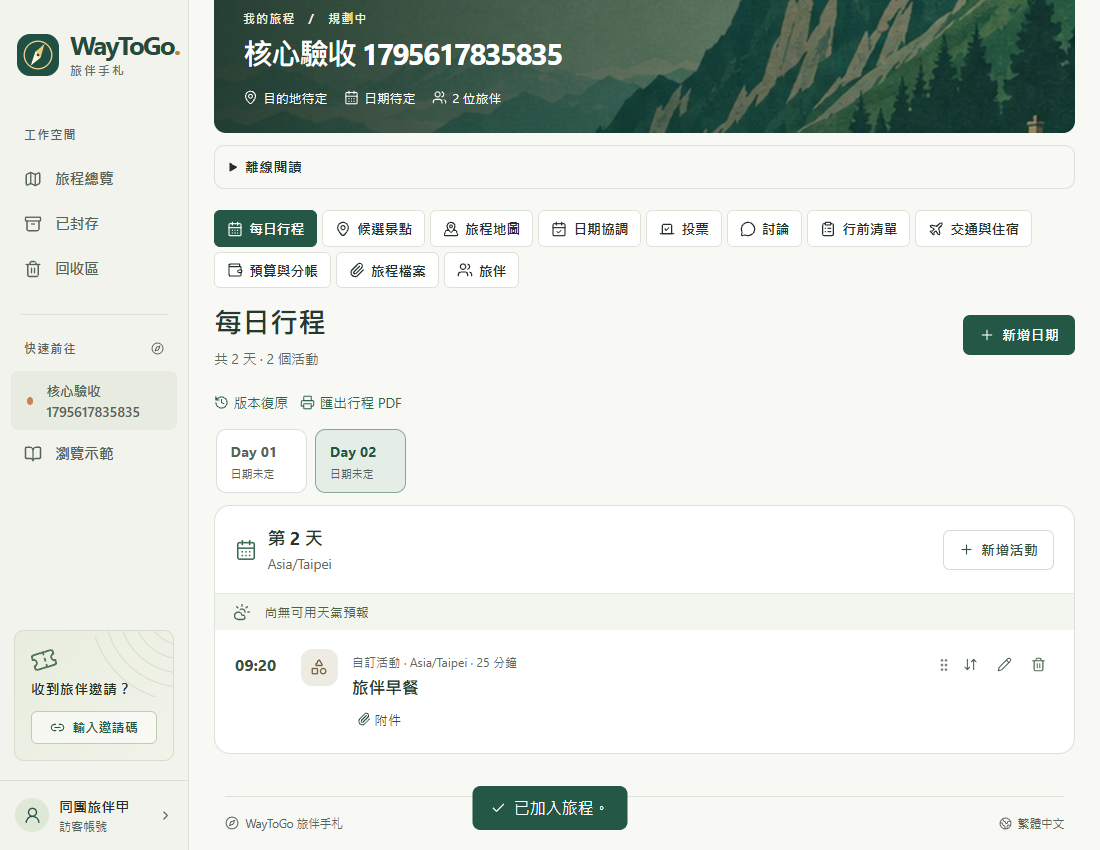 WayToGo.
旅伴手札
工作空間
旅程總覽
已封存
回收區
快速前往
核心驗收
1795617835835
瀏覽示範
收到旅伴邀請？
輸入邀請碼
同團旅伴甲
訪客帳號
我的旅程 / 規劃中
核心驗收 1795617835835
目的地待定 日期待定 2 位旅伴
離線閱讀
每日行程 候選景點 旅程地圖 日期協調 投票 討論 行前清單 交通與住宿
預算與分帳 旅程檔案 旅伴
每日行程
共 2 天 · 2 個活動
新增日期
版本復原 匯出行程 PDF
Day 01
日期未定
Day 02
日期未定
第 2 天
Asia/Taipei
新增活動
尚無可用天氣預報
09:20
自訂活動 · Asia/Taipei · 25 分鐘
旅伴早餐
附件
已加入旅程。
WayToGo 旅伴手札
繁體中文